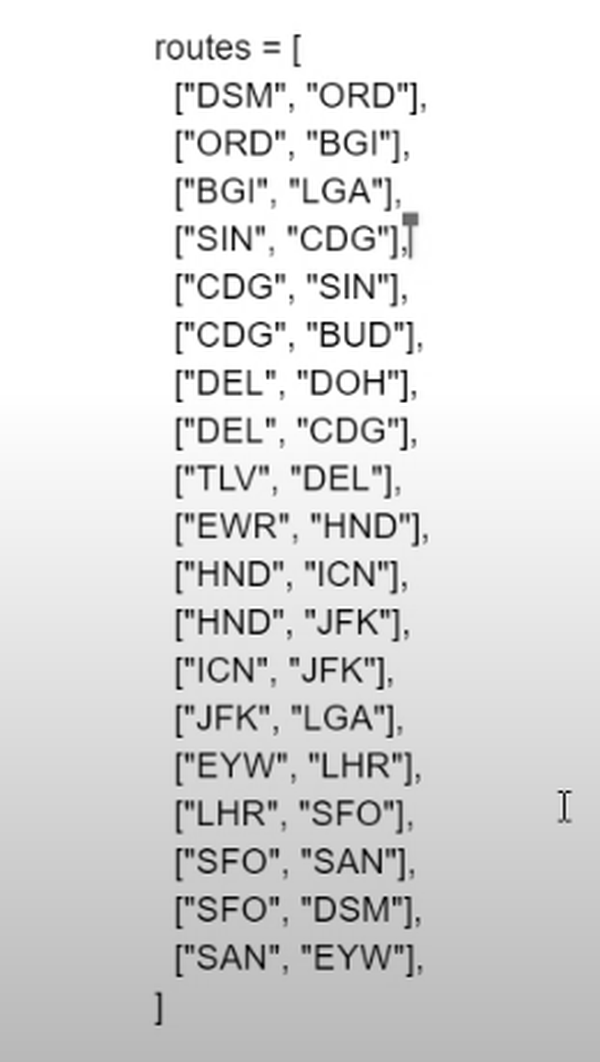 routes = [
["DSM", "ORD"],
["ORD", "BGI"],
["BGI", "LGA"],
["SIN", "CDG"],
["CDG", "SIN"],
["CDG", "BUD"],
["DEL", "DOH"],
["DEL", "CDG"],
["TLV", "DEL"],
["EWR", "HND"],
["HND", "ICN"],
["HND", "JFK"],
["ICN", "JFK"],
["JFK", "LGA"],
["EYW", "LHR"],
["LHR", "SFO"],
["SFO", "SAN"],
["SFO", "DSM"],
["SAN", "EYW"],
]